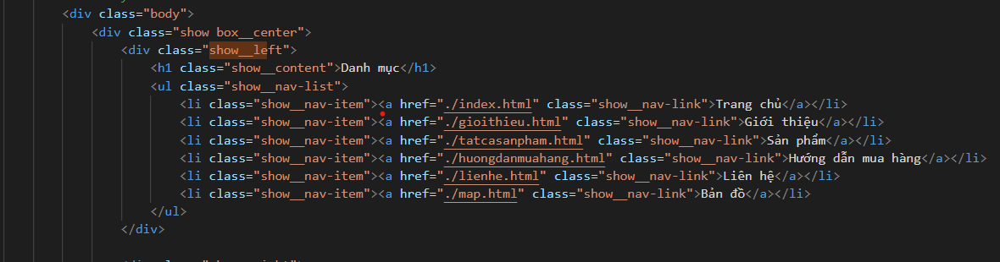 <div class="body">
<div class="show box__center">
<div class="show__left">
<h1 class="show__content">Danh mục</h1>
<ul class="show__nav-list">
<li class="show__nav-item"><a href="./index.html" class="show__nav-link">Trang chủ</a></li>
<li class="show__nav-item"><a href="./gioithieu.html" class="show__nav-link">Giới thiệu</a></li>
<li class="show__nav-item"><a href="./tatcasanpham.html" class="show__nav-link">Sản phẩm</a></li>
<li class="show__nav-item"><a href="./huongdanmuahang.html" class="show__nav-link">Hướng dẫn mua hàng</a></li>
<li class="show__nav-item"><a href="./lienhe.html" class="show__nav-link">Liên hệ</a></li>
<li class="show__nav-item"><a href="./map.html" class="show__nav-link">Bản đồ</a></li>
</ul>
</div>